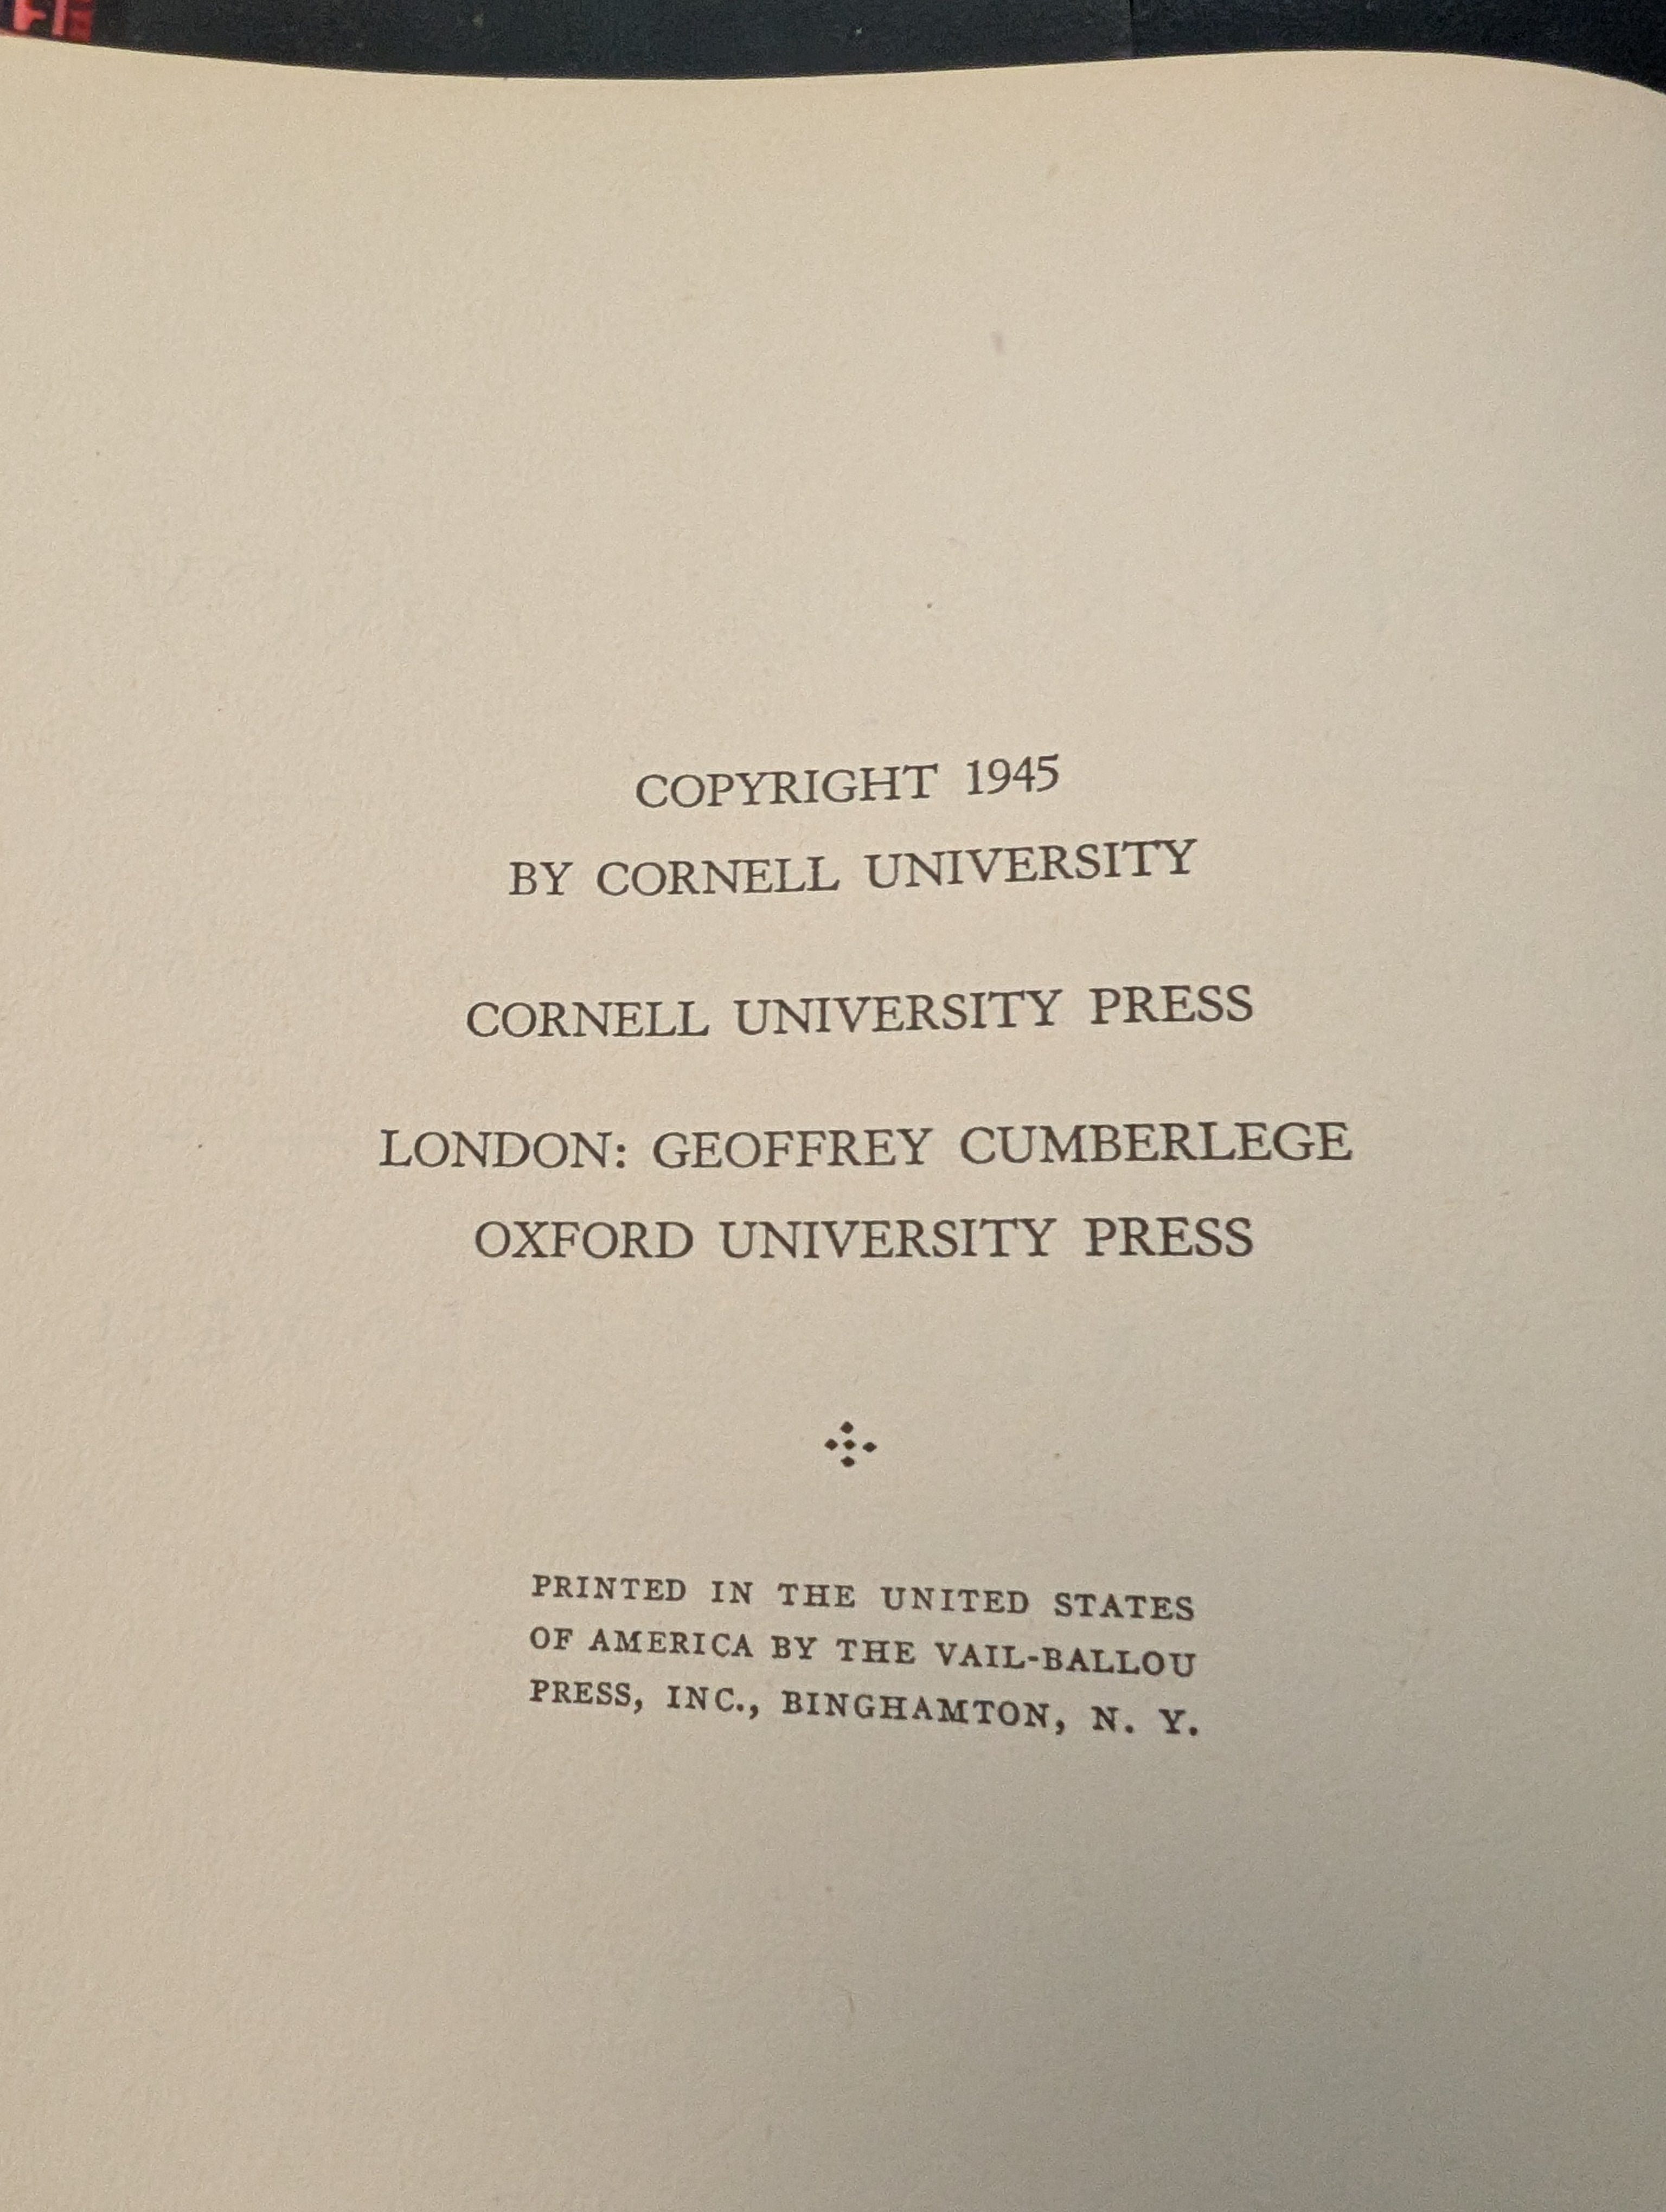 COPYRIGHT 1945
BY CORNELL UNIVERSITY
CORNELL UNIVERSITY PRESS
LONDON: GEOFFREY CUMBERLEGE
OXFORD UNIVERSITY PRESS
PRINTED IN THE UNITED STATES
OF AMERICA BY THE VAIL-BALLOU
PRESS, INC., BINGHAMTON, N. Y.